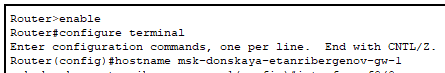 Router>enable
Router#configure terminal
Enter configuration commands, one per line.  End with CNTL/Z.
Router(config)#hostname msk-donskaya-etanribergenov-gw-1